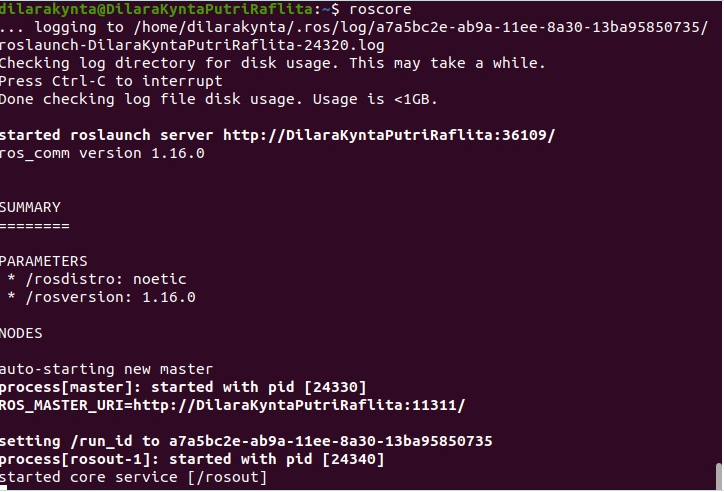 dilarakynta@DilaraKyntaPutriRaflita:~$ roscore
... logging to /home/dilarakynta/.ros/log/a7a5bc2e-ab9a-11ee-8a30-13ba95850735/
roslaunch-DilaraKyntaPutriRaflita-24320.log
Checking log directory for disk usage. This may take a while.
Press Ctrl-C to interrupt
Done checking log file disk usage. Usage is <1GB.
started roslaunch server http://DilaraKyntaPutriRaflita:36109/
ros_comm version 1.16.0
SUMMARY
========
PARAMETERS
* /rosdistro: noetic
* /rosversion: 1.16.0
NODES
auto-starting new master
process[master]: started with pid [24330]
ROS_MASTER_URI=http://DilaraKyntaPutriRaflita:11311/
setting /run_id to a7a5bc2e-ab9a-11ee-8a30-13ba95850735
process[rosout-1]: started with pid [24340]
started core service [/rosout]